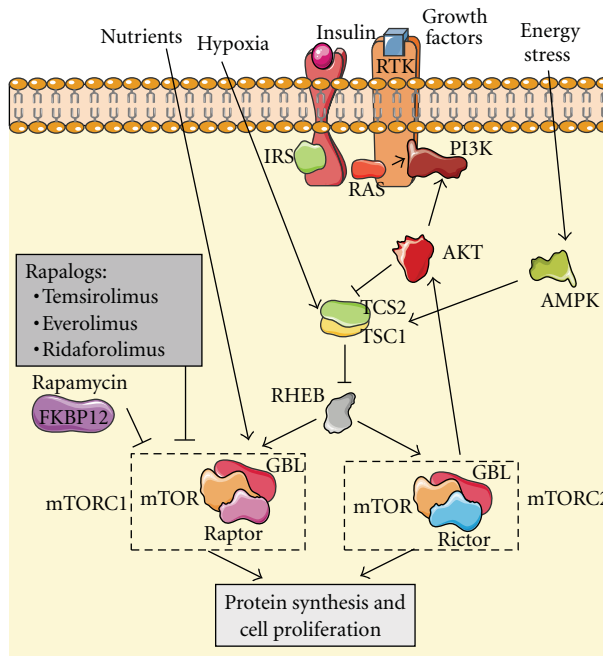 Nutrients
Hypoxia
Insulin
Growth
factors
Energy
stress
RTK
IRS
RAS
PI3K
AKT
AMPK
Rapalogs:
• Temsirolimus
• Everolimus
• Ridaforolimus
TCS2
TSC1
Rapamycin
FKBP12
RHEB
GBL
mTORC1
mTOR
Raptor
GBL
mTOR
mTORC2
Rictor
Protein synthesis and
cell proliferation